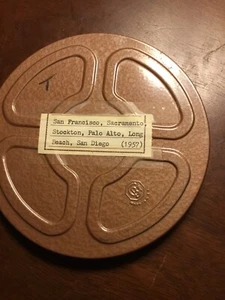 San Francisco, Sacramento,
Stockton, Palo Alto, Long
Beach, San Diego (1957)